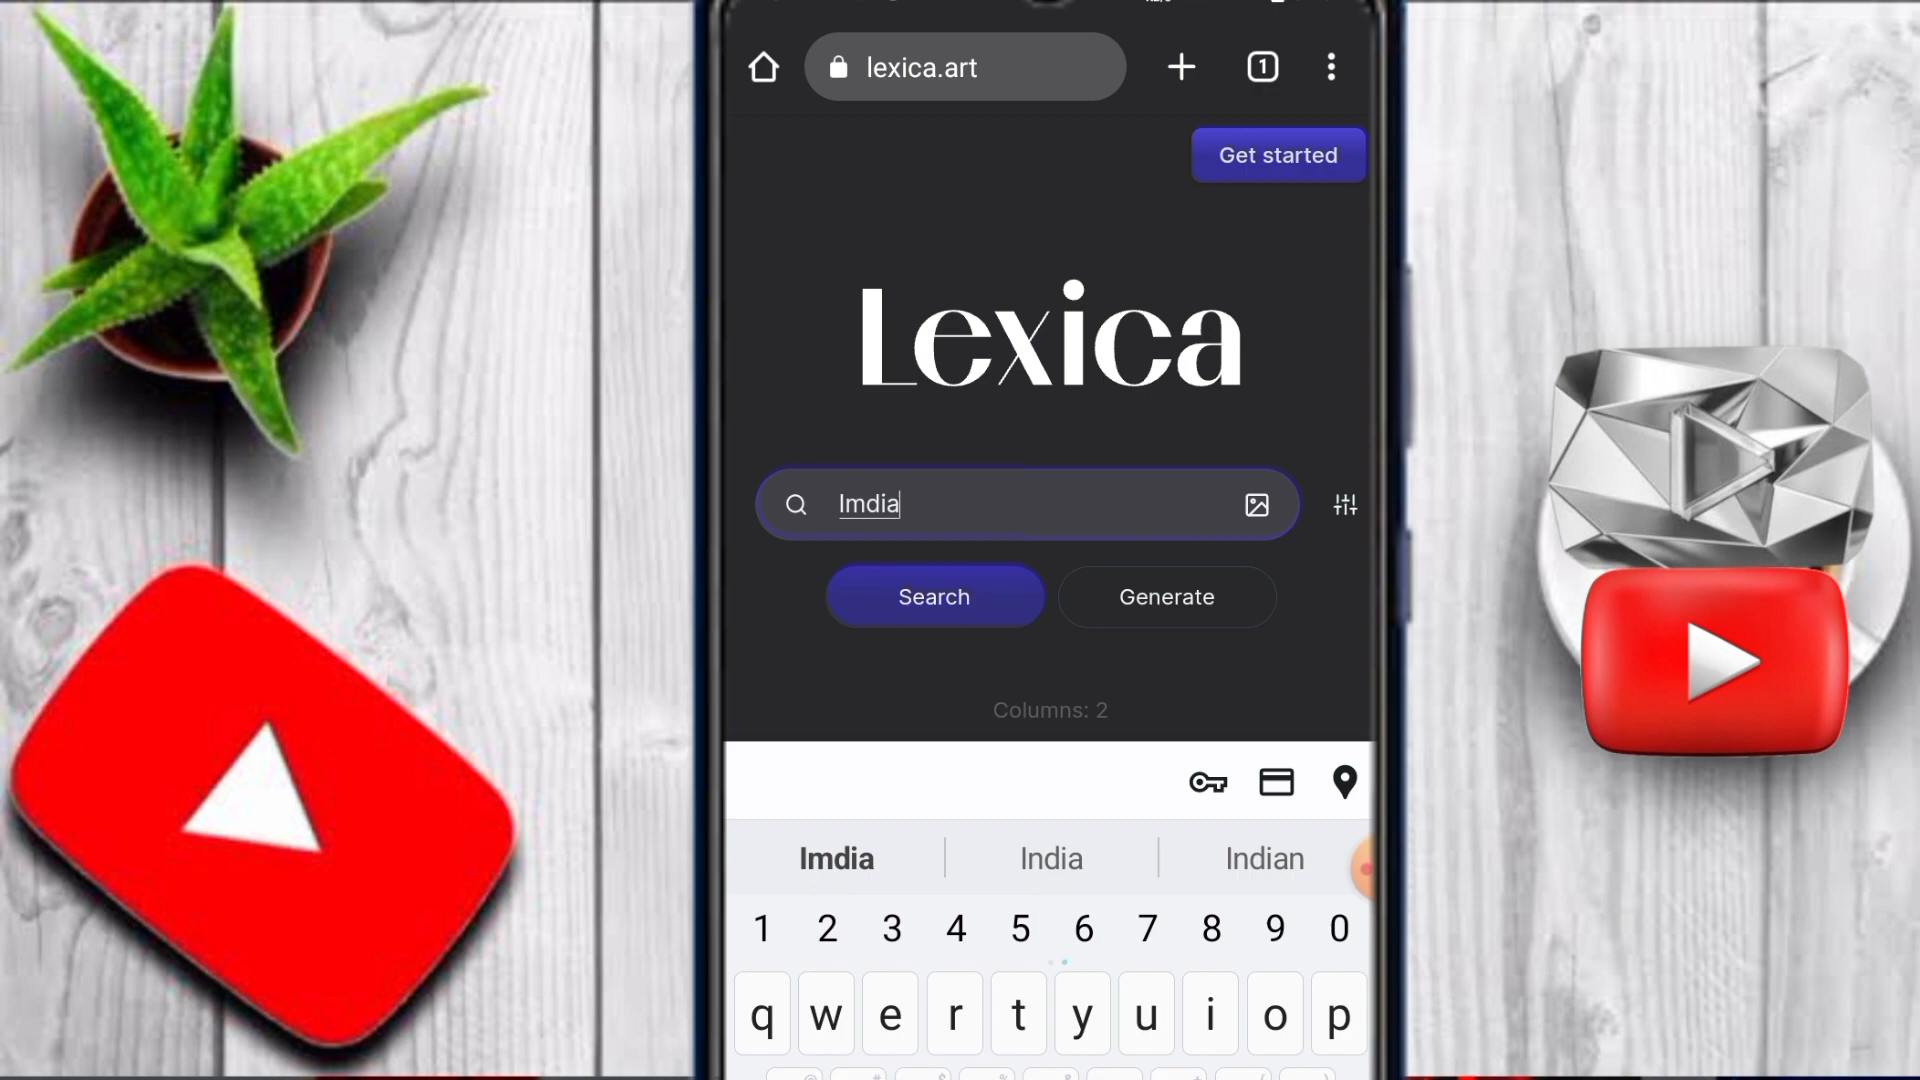 lexica.art
1
Get started
Lexica
Imdia
Search Generate
Columns: 2
Imdia India Indian
1 2 3 4 5 6 7 8 9 0
q w e r t y u i o p